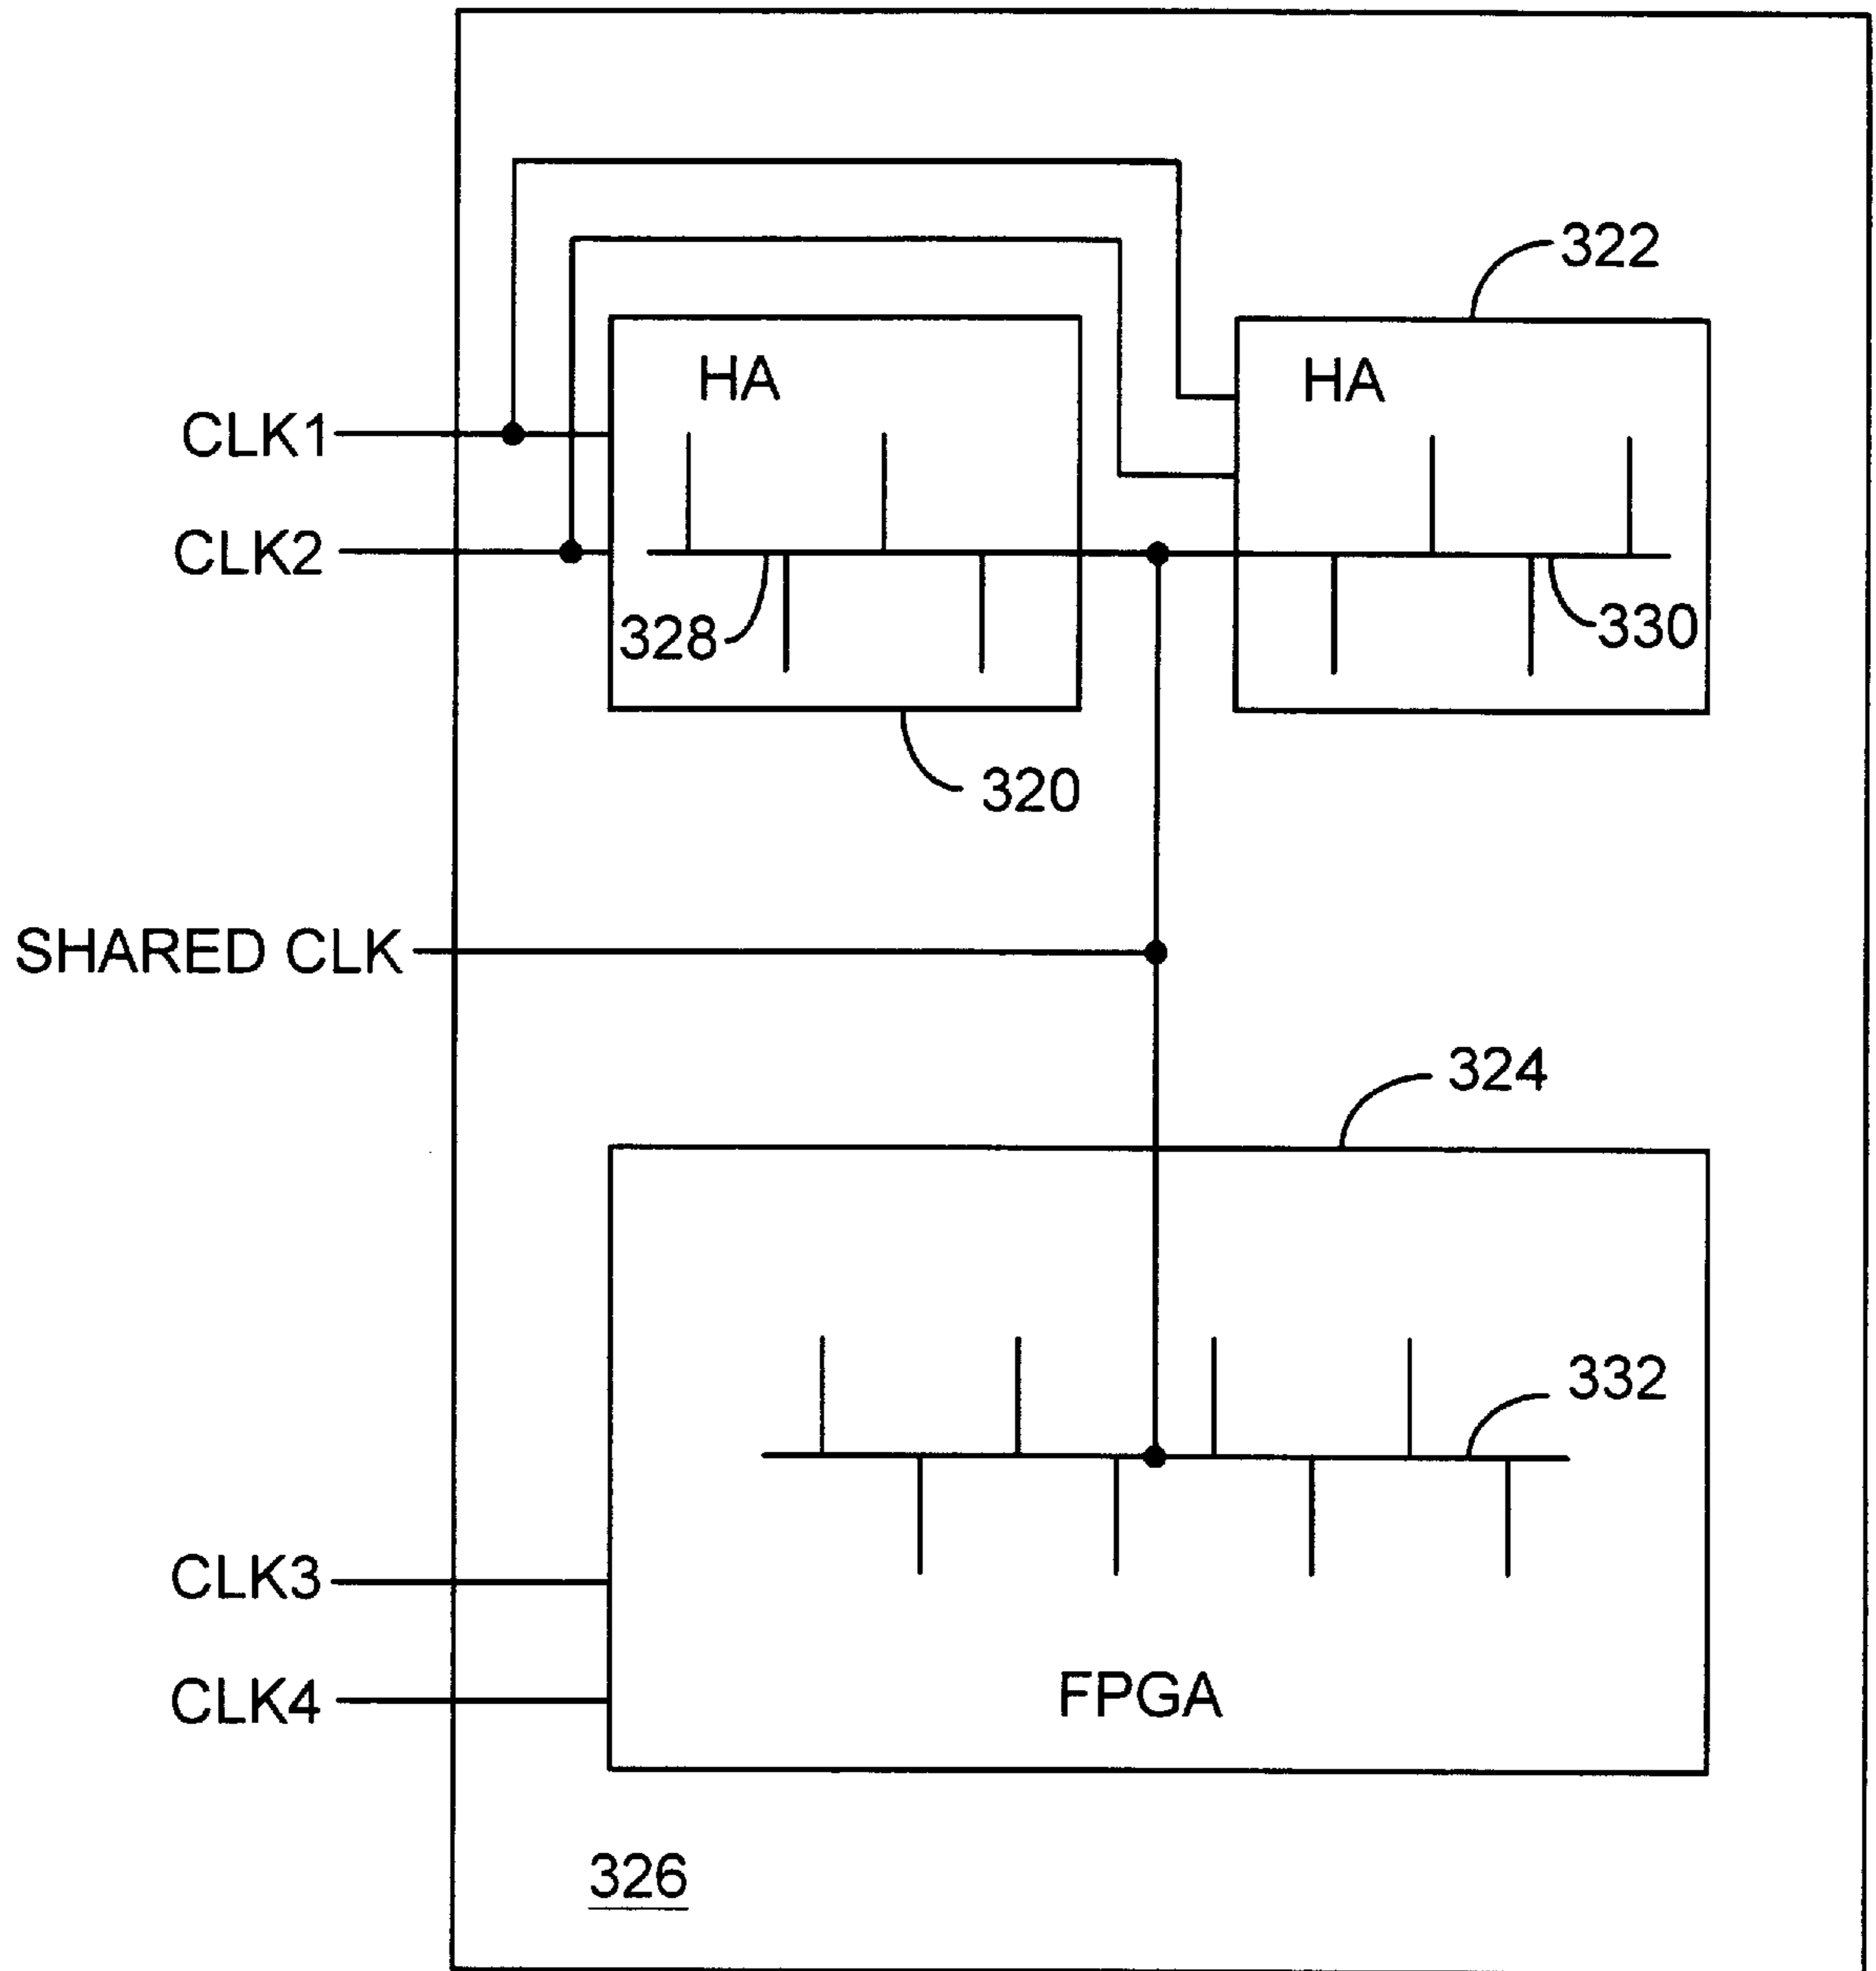 322
HA
HA
CLK1
CLK2
328
330
320
SHARED CLK
324
332
CLK3
CLK4
FPGA
326